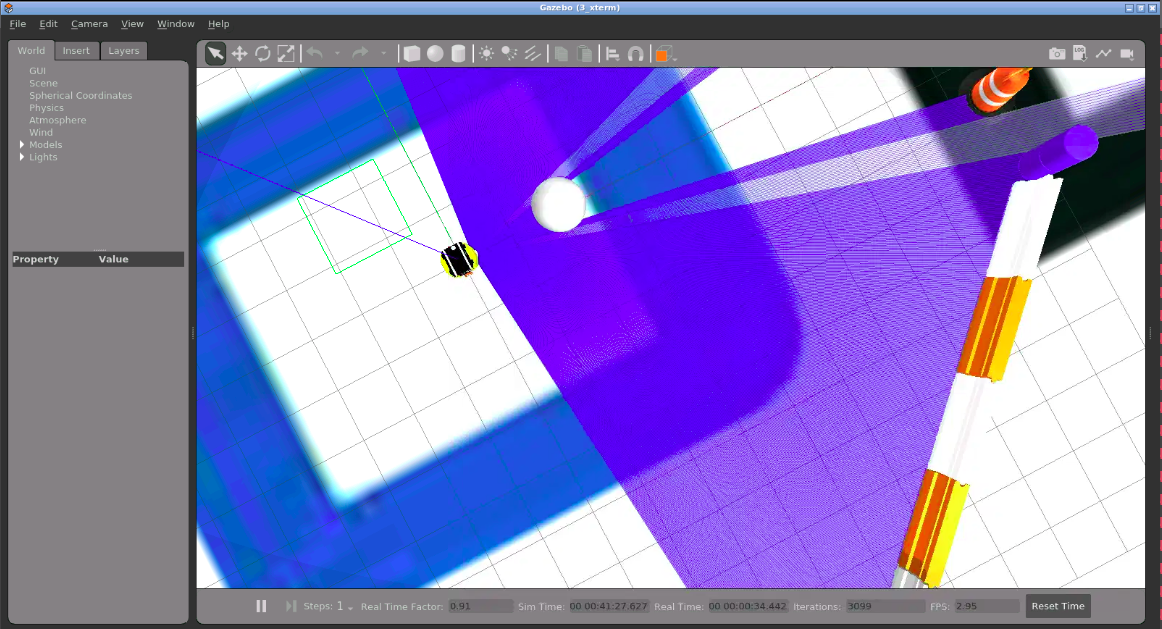 Gazebo (3_xterm)
File Edit Camera View Window Help
World Insert Layers
GUI
Scene
Spherical Coordinates
Physics
Atmosphere
Wind
Models
Lights
Property Value
LOG
Steps: 1 Real Time Factor: 0.91 Sim Time: 00 00:41:27.627 Real Time: 00 00:00:34.442 Iterations: 3099 FPS: 2.95 Reset Time